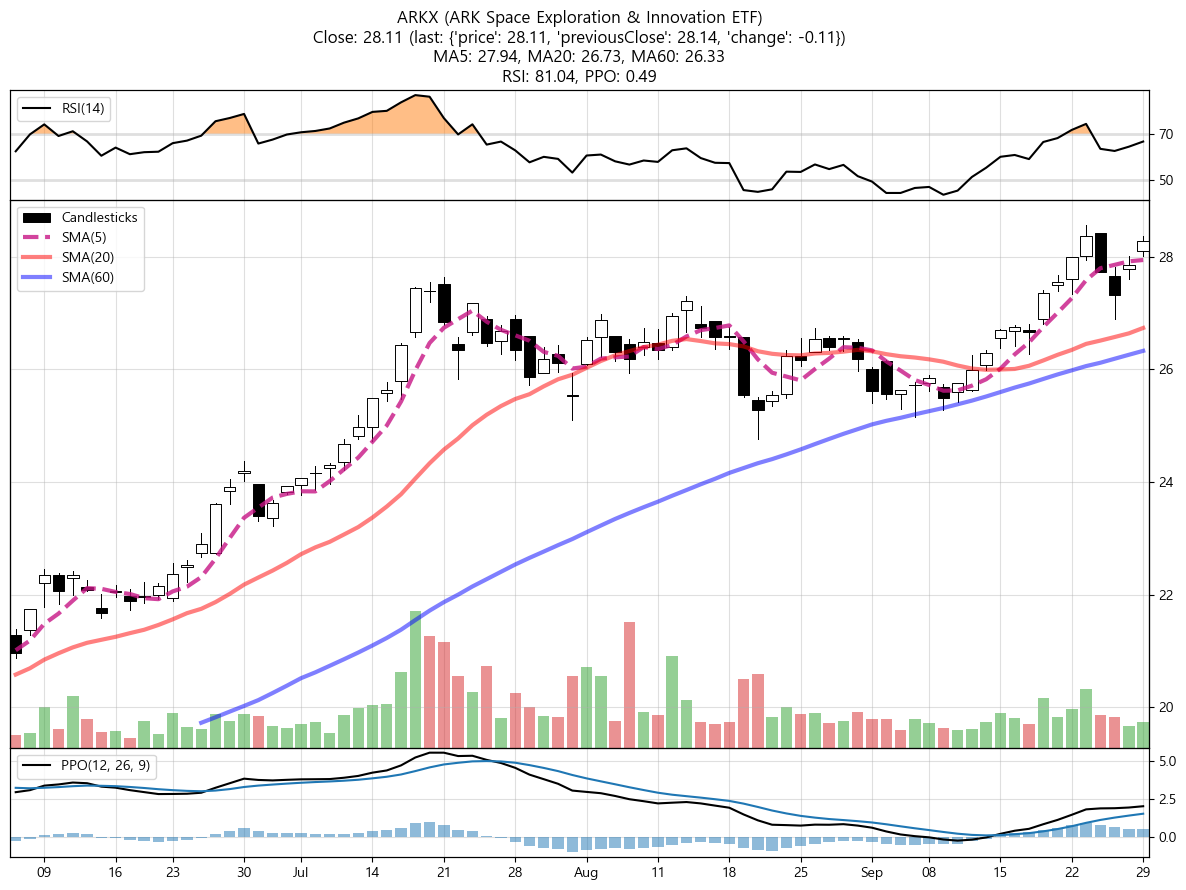 ARKX (ARK Space Exploration & Innovation ETF)
Close: 28.11 (last: {'price': 28.11, 'previousClose': 28.14, 'change': -0.11})
MA5: 27.94, MA20: 26.73, MA60: 26.33
RSI: 81.04, PPO: 0.49
RSI(14)
70
50
Candlesticks
SMA(5)
SMA(20)
SMA(60)
28
26
24
22
20
PPO(12, 26, 9)
5.0
2.5
0.0
09 16 23 30 Jul 14 21 28 Aug 11 18 25 Sep 08 15 22 29